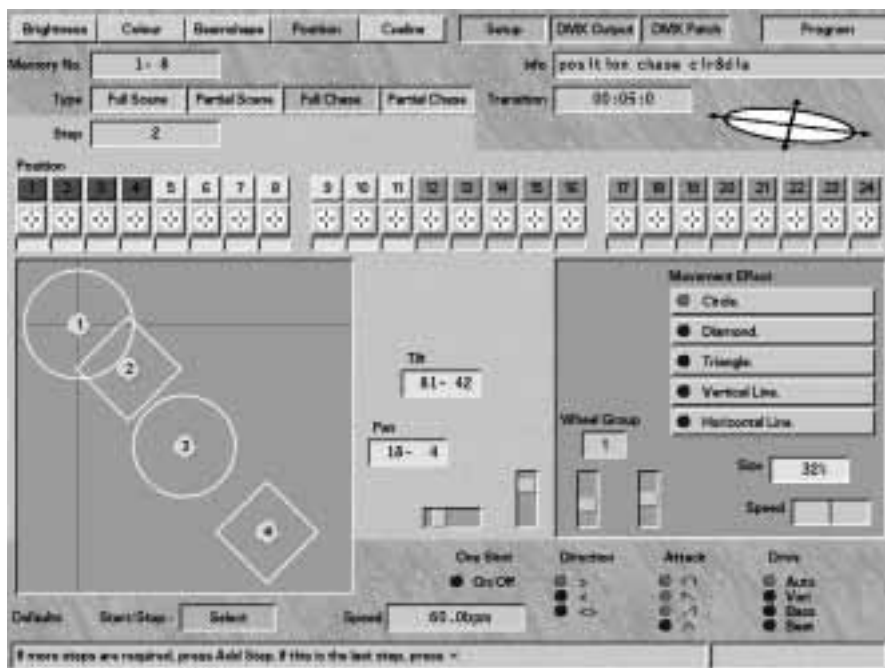 Brightness Colour Beamshape Position Confirm Setup DMX Output DMX Patch Program
Memory No. 1- 8 Info position chase clr&dia
Type Full Scene Partial Scene Full Chase Partial Chase Transition 00:05:0
Step 2
Position
1 2 3 4 5 6 7 8 9 10 11 12 13 14 15 16 17 18 19 20 21 22 23 24
Movement Effect
Circle.
Diamond.
Triangle.
Vertical Line.
Horizontal Line.
1
2
3
4
Tilt
81- 42
Pan
18- 4
Wheel Group
1
Size 32%
Speed
One Shot Direction Attack Drive
On/Off > Auto
< Vari
<> Bass
Beat
Defaults Start/Stop: Select Speed 60.0bpm
If more steps are required, press Add Step. If this is the last step, press